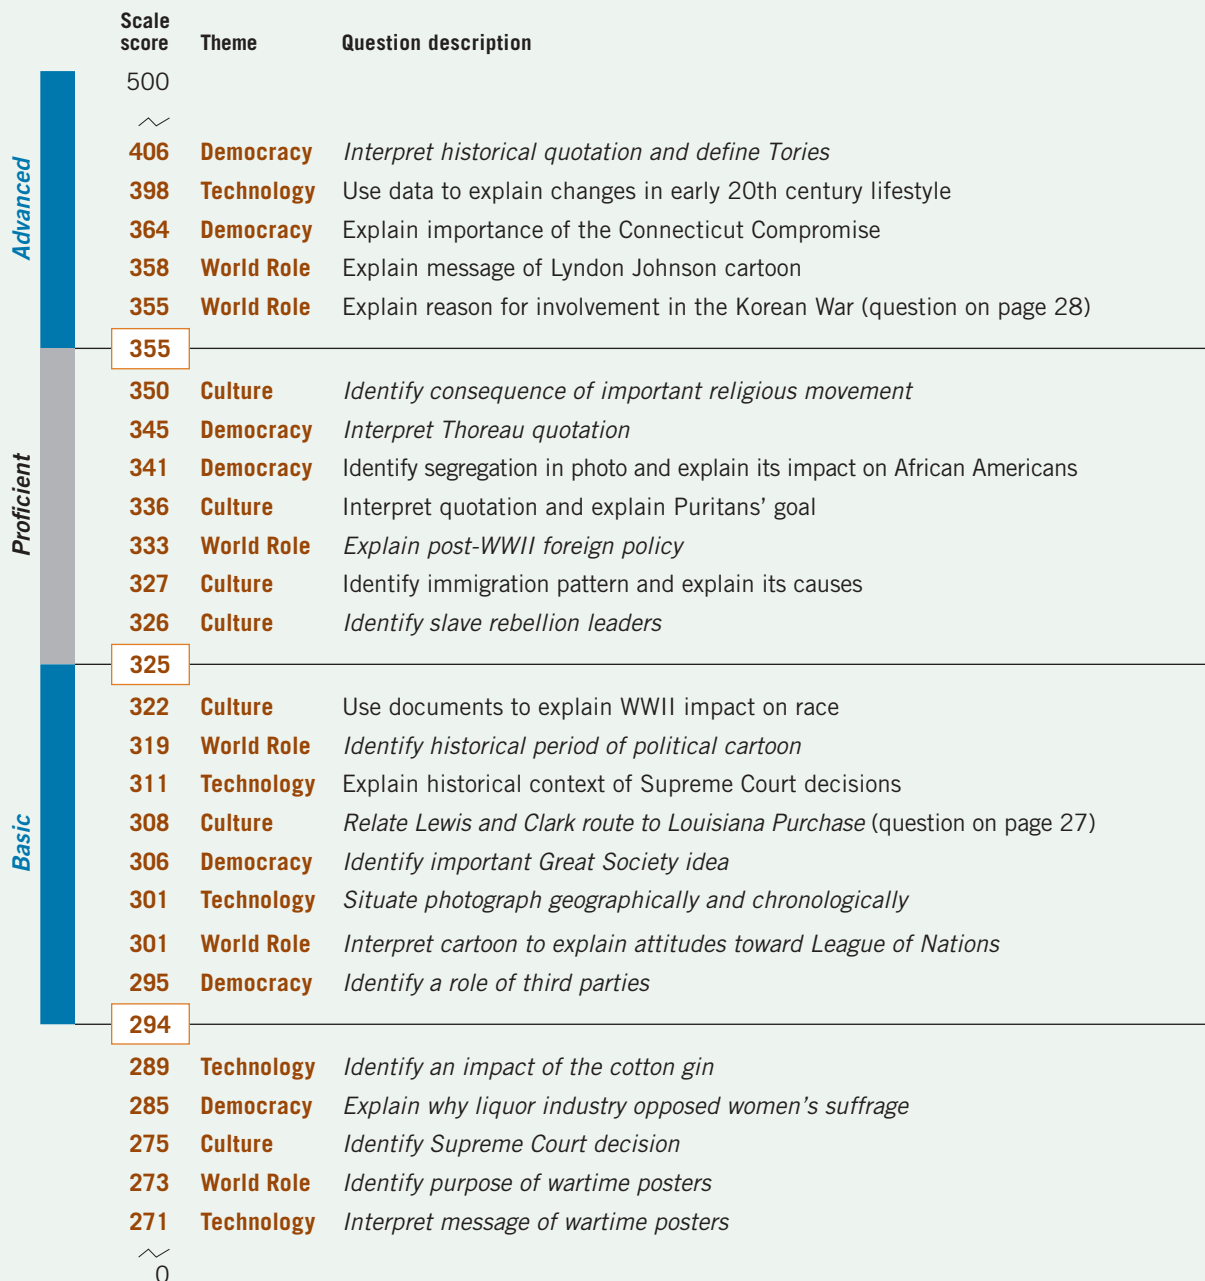 Scale
score Theme Question description
500
406 Democracy Interpret historical quotation and define Tories
398 Technology Use data to explain changes in early 20th century lifestyle
364 Democracy Explain importance of the Connecticut Compromise
358 World Role Explain message of Lyndon Johnson cartoon
355 World Role Explain reason for involvement in the Korean War (question on page 28)
Advanced
355
350 Culture Identify consequence of important religious movement
345 Democracy Interpret Thoreau quotation
341 Democracy Identify segregation in photo and explain its impact on African Americans
336 Culture Interpret quotation and explain Puritans’ goal
333 World Role Explain post-WWII foreign policy
327 Culture Identify immigration pattern and explain its causes
326 Culture Identify slave rebellion leaders
Proficient
325
322 Culture Use documents to explain WWII impact on race
319 World Role Identify historical period of political cartoon
311 Technology Explain historical context of Supreme Court decisions
308 Culture Relate Lewis and Clark route to Louisiana Purchase (question on page 27)
306 Democracy Identify important Great Society idea
301 Technology Situate photograph geographically and chronologically
301 World Role Interpret cartoon to explain attitudes toward League of Nations
295 Democracy Identify a role of third parties
Basic
294
289 Technology Identify an impact of the cotton gin
285 Democracy Explain why liquor industry opposed women’s suffrage
275 Culture Identify Supreme Court decision
273 World Role Identify purpose of wartime posters
271 Technology Interpret message of wartime posters
0